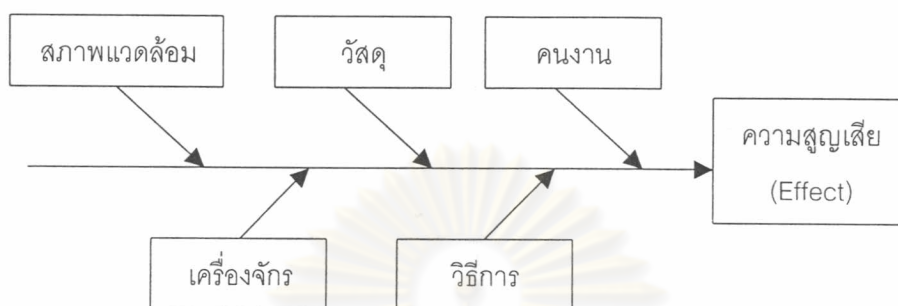 สภาพแวดล้อม
วัสดุ
คนงาน
ความสูญเสีย
(Effect)
เครื่องจักร
วิธีการ